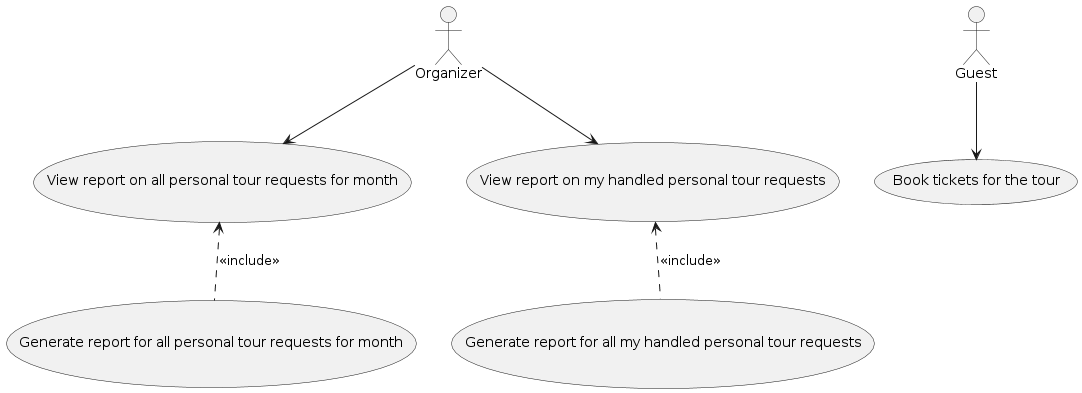 Organizer
Guest
View report on all personal tour requests for month
View report on my handled personal tour requests
Book tickets for the tour
«include»
«include»
Generate report for all personal tour requests for month
Generate report for all my handled personal tour requests